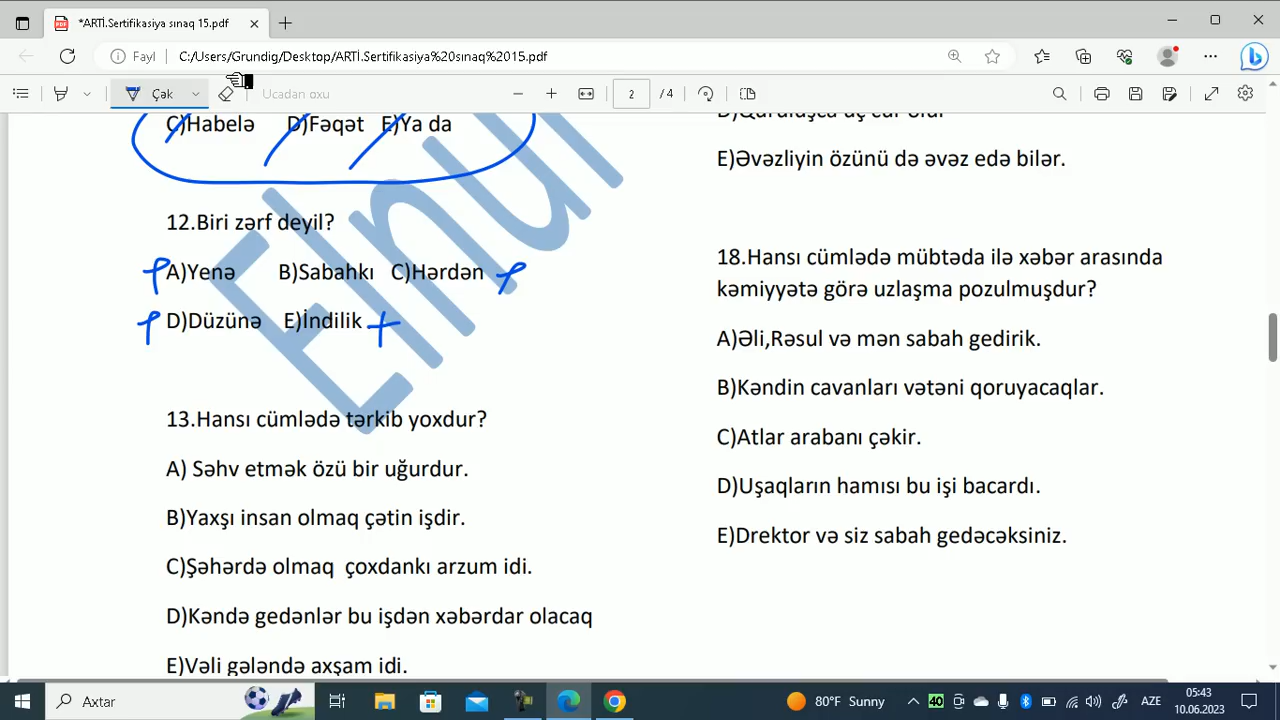 *ARTİ.Sertifikasiya sınaq 15.pdf
Fayl
C:/Users/Grundig/Desktop/ARTİ.Sertifikasiya%20sınaq%2015.pdf
Çək
Ucadan oxu
2
/ 4
C)Habelə D)Fəqət E)Ya da
12.Biri zərf deyil?
A)Yenə B)Sabahkı C)Hərdən
D)Düzünə E)İndilik
13.Hansı cümlədə tərkib yoxdur?
A) Səhv etmək özü bir uğurdur.
B)Yaxşı insan olmaq çətin işdir.
C)Şəhərdə olmaq çoxdankı arzum idi.
D)Kəndə gedənlər bu işdən xəbərdar olacaq
E)Vəli gələndə axşam idi.
E)Əvəzliyin özünü də əvəz edə bilər.
18.Hansı cümlədə mübtəda ilə xəbər arasında
kəmiyyətə görə uzlaşma pozulmuşdur?
A)Əli,Rəsul və mən sabah gedirik.
B)Kəndin cavanları vətəni qoruyacaqlar.
C)Atlar arabanı çəkir.
D)Uşaqların hamısı bu işi bacardı.
E)Drektor və siz sabah gedəcəksiniz.
Elnur
Axtar
80°F Sunny
40
AZE
05:43
10.06.2023